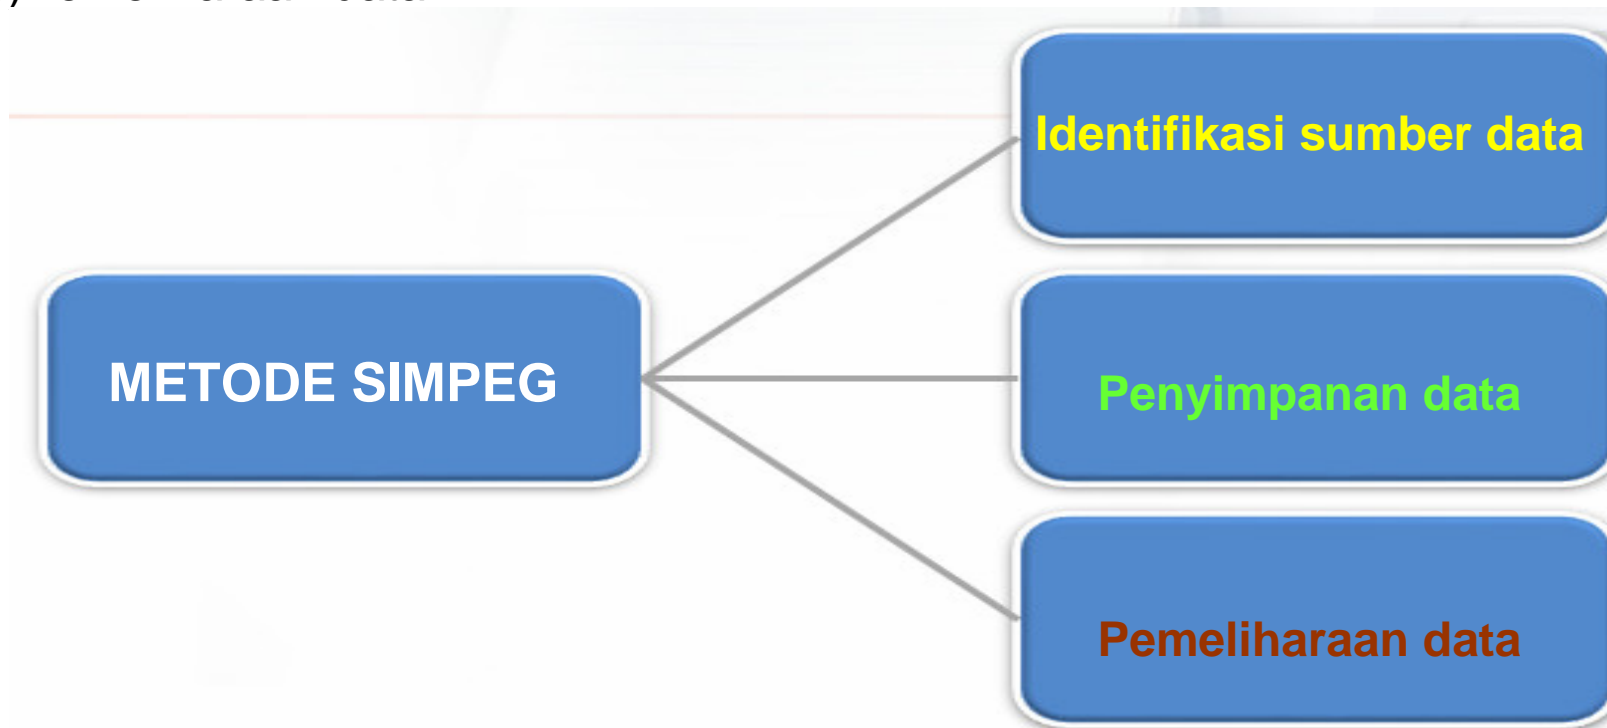 METODE SIMPEG
Identifikasi sumber data
Penyimpanan data
Pemeliharaan data